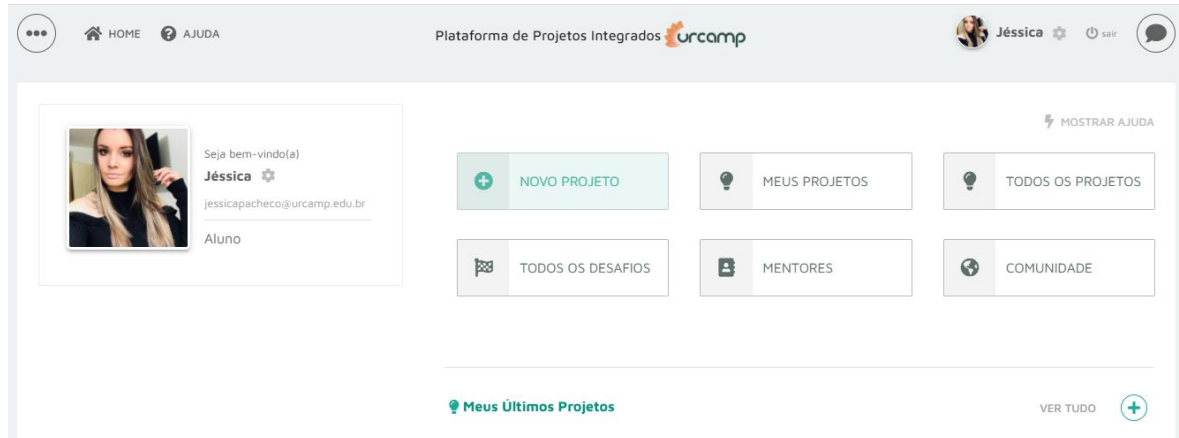 HOME AJUDA Plataforma de Projetos Integrados urcamp Jéssica sair
MOSTRAR AJUDA
Seja bem-vindo(a)
Jéssica
jessicapacheco@urcamp.edu.br
Aluno
NOVO PROJETO MEUS PROJETOS TODOS OS PROJETOS
TODOS OS DESAFIOS MENTORES COMUNIDADE
Meus Últimos Projetos VER TUDO